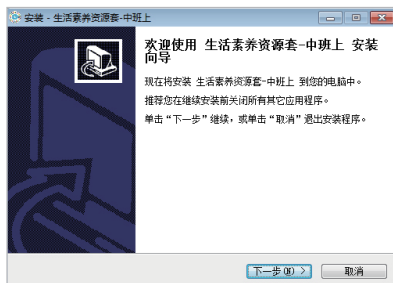 安装 - 生活素养资源套-中班上
欢迎使用 生活素养资源套-中班上 安装
向导
现在将安装 生活素养资源套-中班上 到您的电脑中。
推荐您在继续安装前关闭所有其它应用程序。
单击“下一步”继续，或单击“取消”退出安装程序。
下一步(N) > 取消